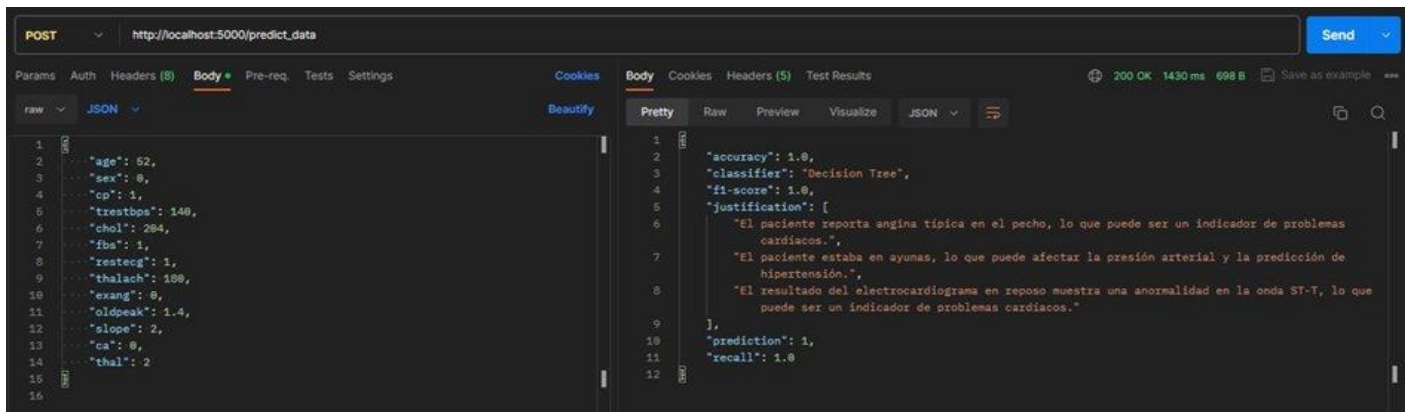 POST http://localhost:5000/predict_data Send
Params Auth Headers (8) Body Pre-req. Tests Settings Cookies
raw JSON Beautify
1 {
2 "age": 52,
3 "sex": 0,
4 "cp": 1,
5 "trestbps": 140,
6 "chol": 204,
7 "fbs": 1,
8 "restecg": 1,
9 "thalach": 180,
10 "exang": 0,
11 "oldpeak": 1.4,
12 "slope": 2,
13 "ca": 0,
14 "thal": 2
15 }
16
Body Cookies Headers (5) Test Results 200 OK 1430 ms 698 B Save as example
Pretty Raw Preview Visualize JSON
1 {
2 "accuracy": 1.0,
3 "classifier": "Decision Tree",
4 "f1-score": 1.0,
5 "justification": [
6 "El paciente reporta angina típica en el pecho, lo que puede ser un indicador de problemas
cardíacos.",
7 "El paciente estaba en ayunas, lo que puede afectar la presión arterial y la predicción de
hipertensión.",
8 "El resultado del electrocardiograma en reposo muestra una anormalidad en la onda ST-T, lo que
puede ser un indicador de problemas cardíacos."
9 ],
10 "prediction": 1,
11 "recall": 1.0
12 }